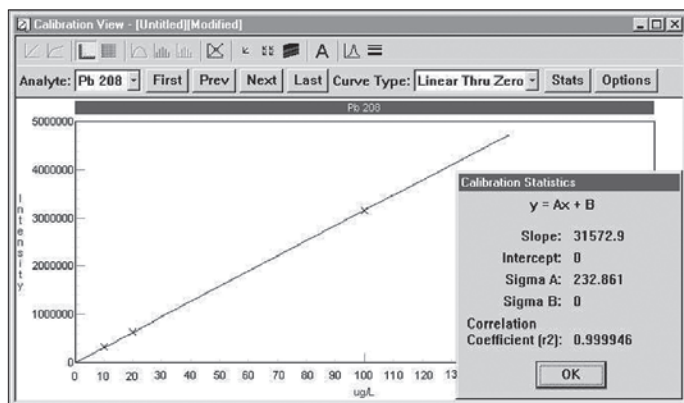 Calibration View - [Untitled][Modified]
A
Analyte: Pb 208 First Prev Next Last Curve Type: Linear Thru Zero Stats Options
Pb 208
Intensity
5000000
4000000
3000000
2000000
1000000
0
0 10 20 30 40 50 60 70 80 90 100 110 120 13
ug/L
Calibration Statistics
y = Ax + B
Slope: 31572.9
Intercept: 0
Sigma A: 232.861
Sigma B: 0
Correlation
Coefficient (r2): 0.999946
OK